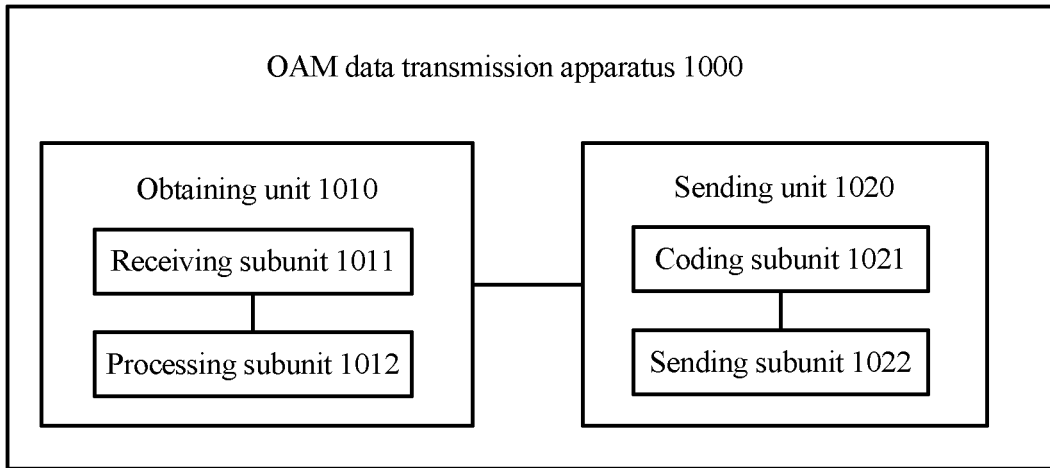 OAM data transmission apparatus 1000
Obtaining unit 1010
Receiving subunit 1011
Processing subunit 1012
Sending unit 1020
Coding subunit 1021
Sending subunit 1022